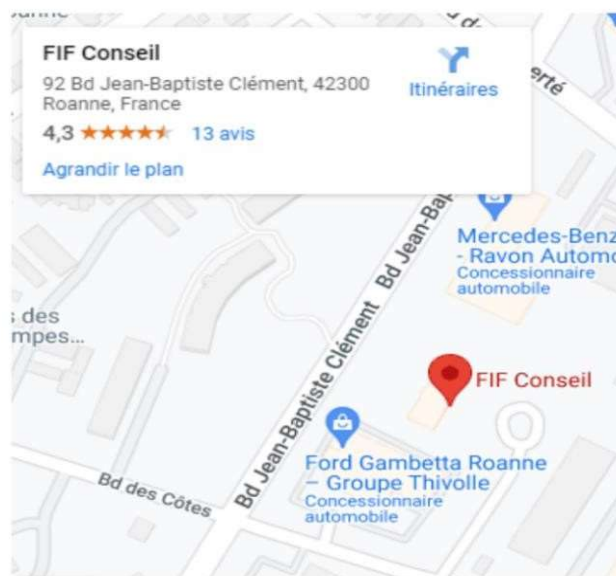 FIF Conseil
92 Bd Jean-Baptiste Clément, 42300
Roanne, France
4,3
13 avis
Agrandir le plan
Itinéraires
erté
Bd Jean-Bap
Mercedes-Benz
- Ravon Automo
Concessionnaire
automobile
s des
mpes...
Bd Jean-Baptiste Clément
FIF Conseil
Ford Gambetta Roanne
– Groupe Thivolle
Concessionnaire
automobile
Bd des Côtes